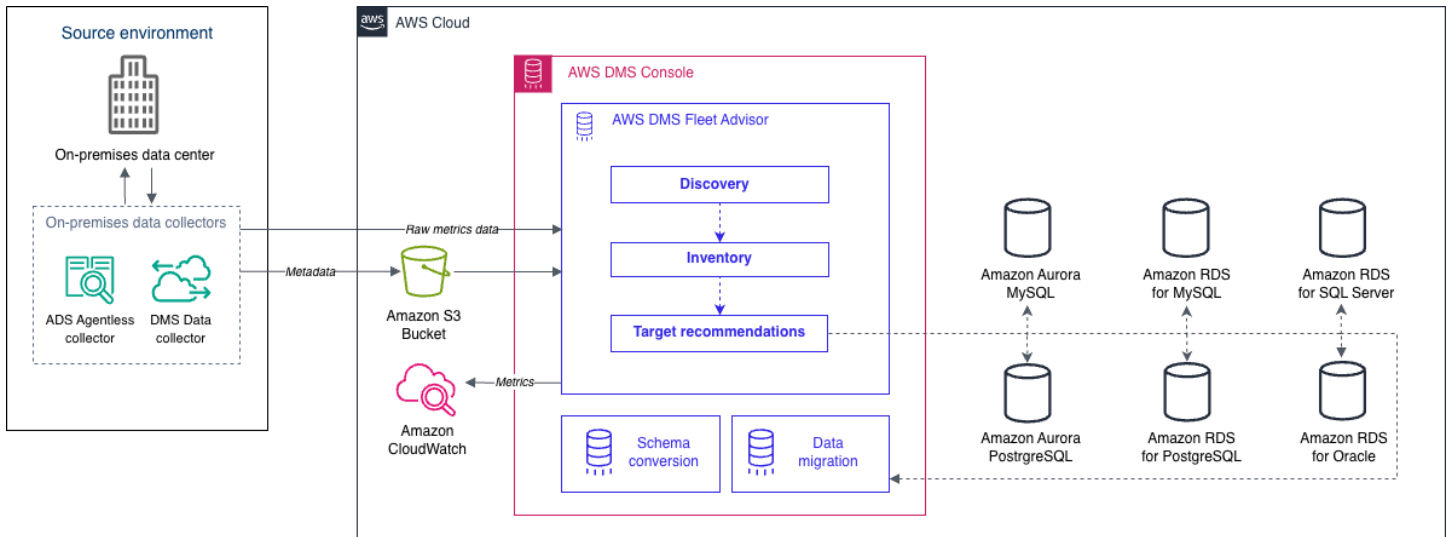 Source environment
On-premises data center
On-premises data collectors
ADS Agentless
collector
DMS Data
collector
Raw metrics data
Metadata
aws
AWS Cloud
Amazon S3
Bucket
Metrics
Amazon
CloudWatch
AWS DMS Console
AWS DMS Fleet Advisor
Discovery
Inventory
Target recommendations
Schema
conversion
Data
migration
Amazon Aurora
MySQL
Amazon RDS
for MySQL
Amazon RDS
for SQL Server
Amazon Aurora
PostrgreSQL
Amazon RDS
for PostgreSQL
Amazon RDS
for Oracle